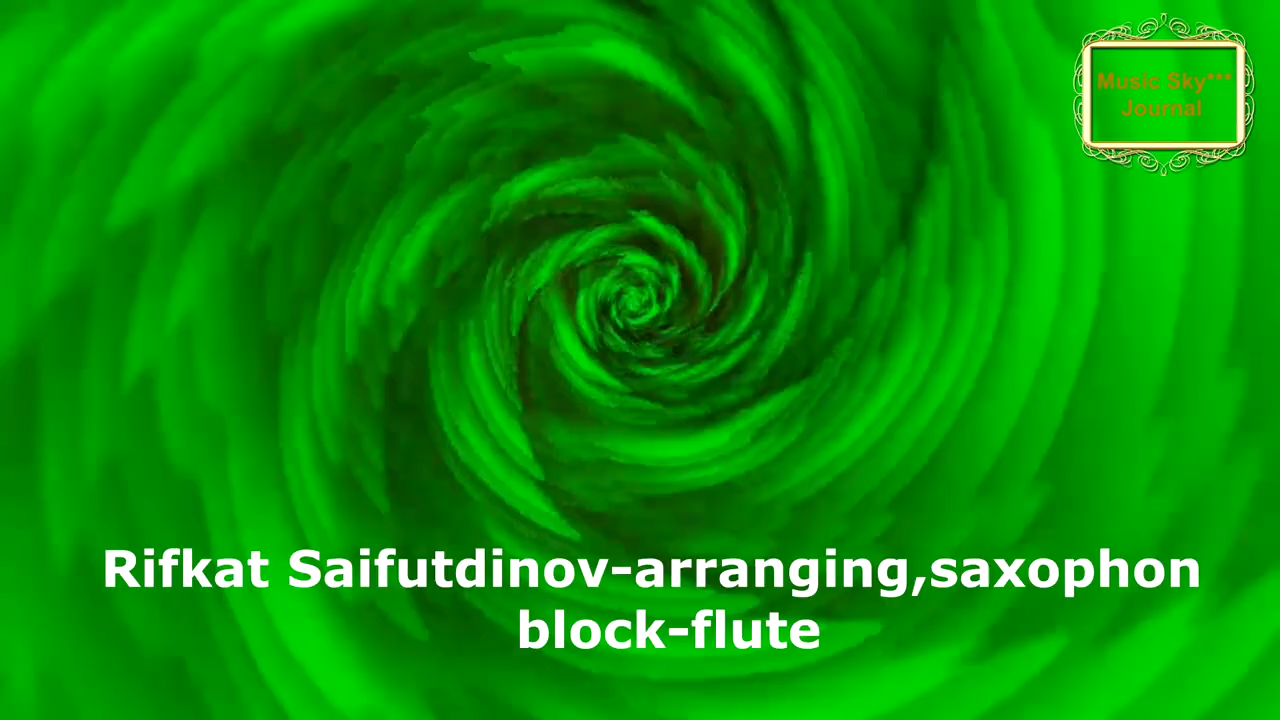 Music Sky***
Journal
Rifkat Saifutdinov-arranging,saxophon
block-flute